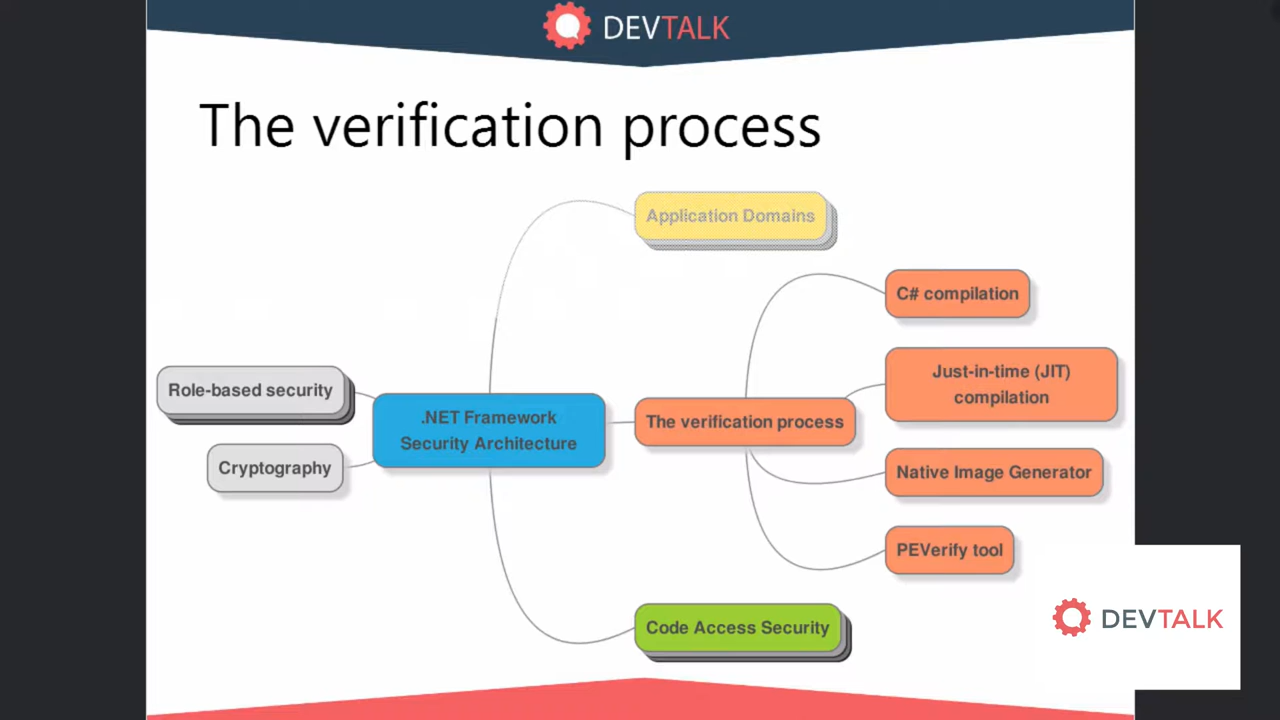 DEVTALK
The verification process
Application Domains
C# compilation
Just-in-time (JIT)
compilation
Role-based security
.NET Framework
Security Architecture
The verification process
Cryptography
Native Image Generator
PEVerify tool
Code Access Security
DEVTALK